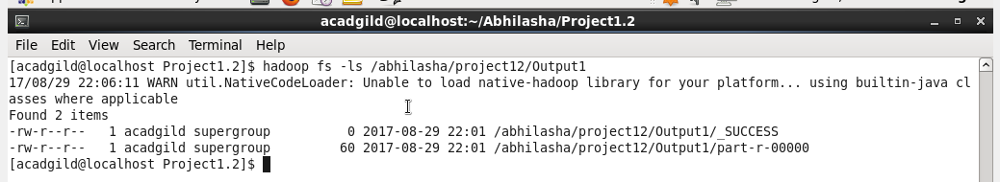 acadgild@localhost:~/Abhilasha/Project1.2
File Edit View Search Terminal Help
[acadgild@localhost Project1.2]$ hadoop fs -ls /abhilasha/project12/Output1
17/08/29 22:06:11 WARN util.NativeCodeLoader: Unable to load native-hadoop library for your platform... using builtin-java cl
asses where applicable
Found 2 items
-rw-r--r--   1 acadgild supergroup          0 2017-08-29 22:01 /abhilasha/project12/Output1/_SUCCESS
-rw-r--r--   1 acadgild supergroup         60 2017-08-29 22:01 /abhilasha/project12/Output1/part-r-00000
[acadgild@localhost Project1.2]$